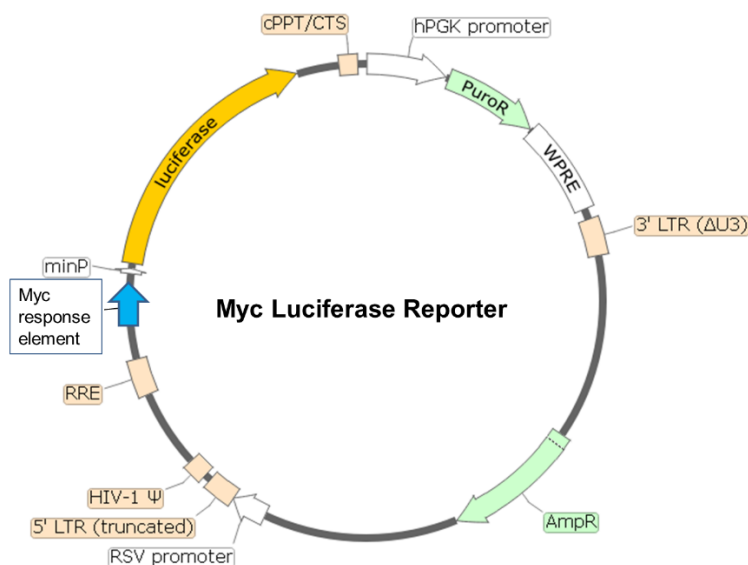 cPPT/CTS
hPGK promoter
PuroR
WPRE
3' LTR (ΔU3)
luciferase
minP
Myc
response
element
Myc Luciferase Reporter
RRE
HIV-1 Ψ
5' LTR (truncated)
RSV promoter
AmpR